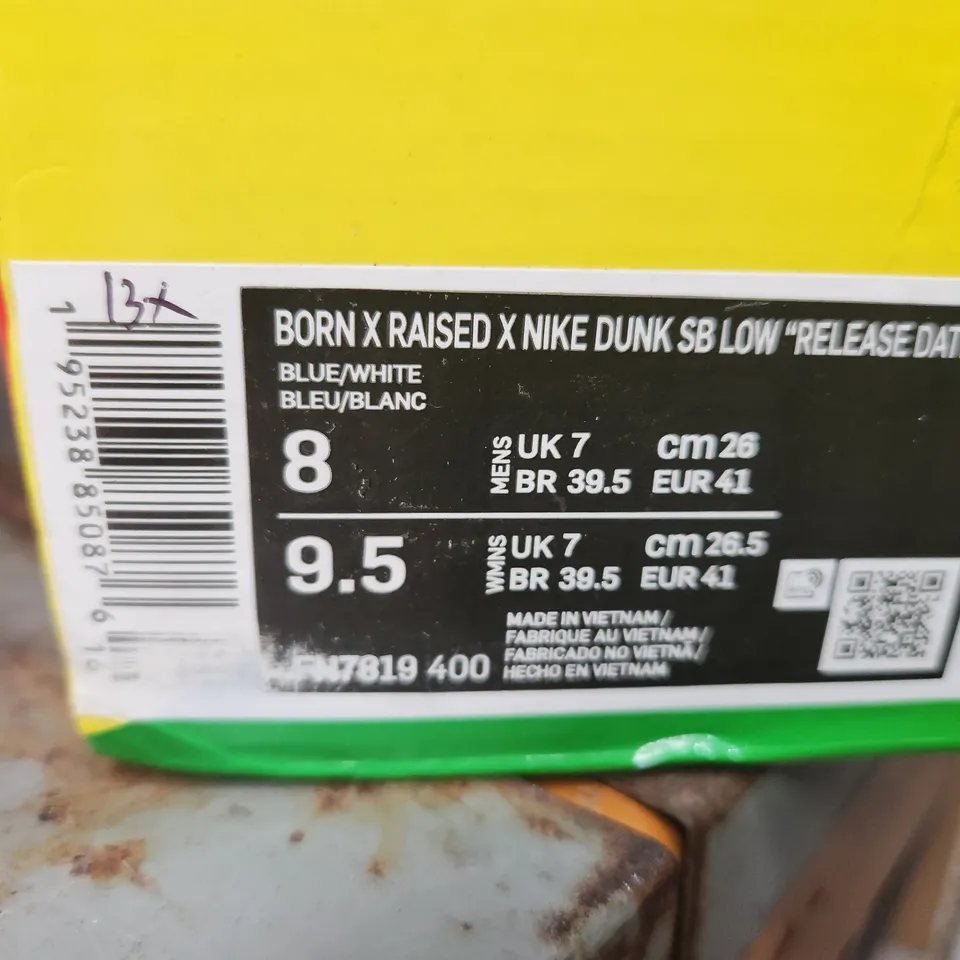 13x
BORN X RAISED X NIKE DUNK SB LOW “RELEASE DAT
BLUE/WHITE
BLEU/BLANC
8
MENS
UK 7 cm 26
BR 39.5 EUR 41
9.5
WMNS
UK 7 cm 26.5
BR 39.5 EUR 41
MADE IN VIETNAM /
FABRIQUE AU VIETNAM /
FABRICADO NO VIETNÃ /
HECHO EN VIETNAM
FN7819 400
1 95238 85087 6